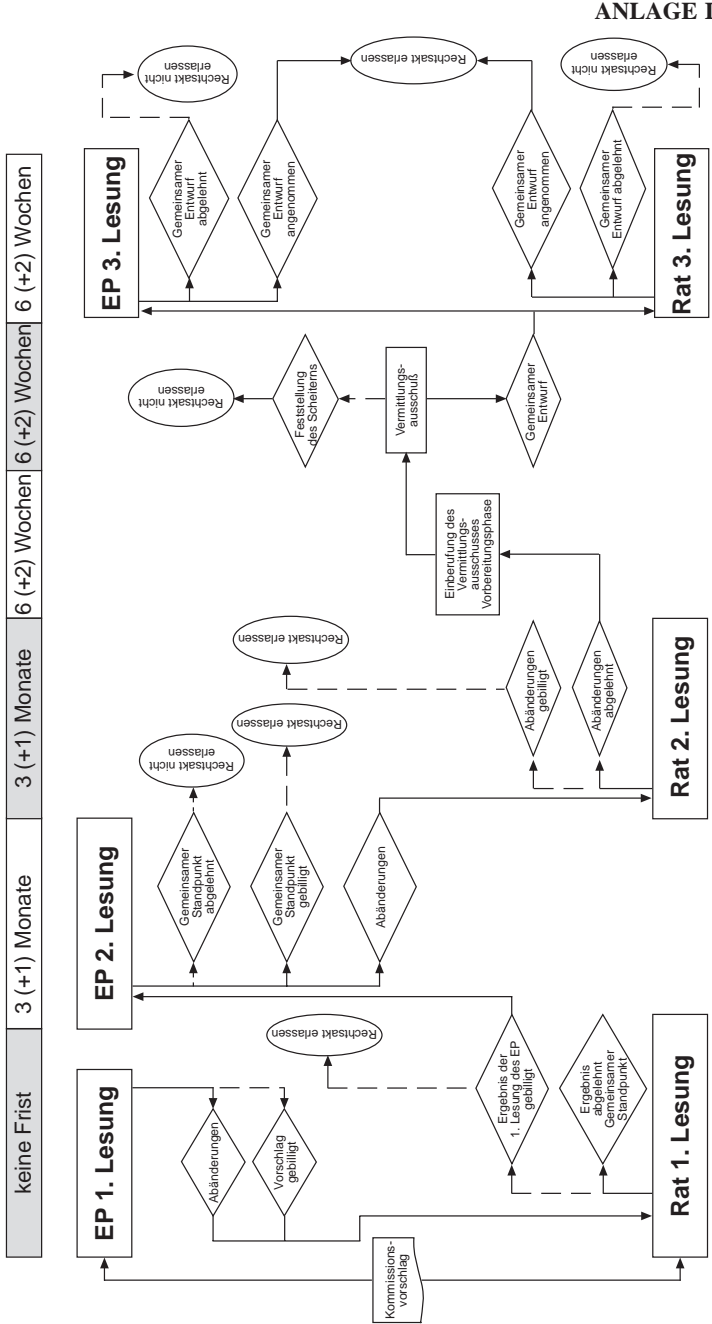 ANLAGE I
keine Frist
3 (+1) Monate
3 (+1) Monate
6 (+2) Wochen
6 (+2) Wochen
6 (+2) Wochen
EP 1. Lesung
EP 2. Lesung
EP 3. Lesung
Kommissions-
vorschlag
Abänderungen
Vorschlag
gebilligt
Rat 1. Lesung
Ergebnis der
1. Lesung des EP
gebilligt
Ergebnis
abgelehnt
Gemeinsamer
Standpunkt
Rechtsakt erlassen
Gemeinsamer
Standpunkt
abgelehnt
Rechtsakt nicht
erlassen
Gemeinsamer
Standpunkt
gebilligt
Rechtsakt erlassen
Abänderungen
Rat 2. Lesung
Abänderungen
gebilligt
Rechtsakt erlassen
Abänderungen
abgelehnt
Einberufung des
Vermittlungs-
ausschusses
Vorbereitungsphase
Vermittlungs-
ausschuß
Feststellung
des Scheiterns
Rechtsakt nicht
erlassen
Gemeinsamer
Entwurf
Gemeinsamer
Entwurf
abgelehnt
Rechtsakt nicht
erlassen
Gemeinsamer
Entwurf
angenommen
Rechtsakt erlassen
Gemeinsamer
Entwurf
angenommen
Gemeinsamer
Entwurf abgelehnt
Rechtsakt nicht
erlassen
Rat 3. Lesung